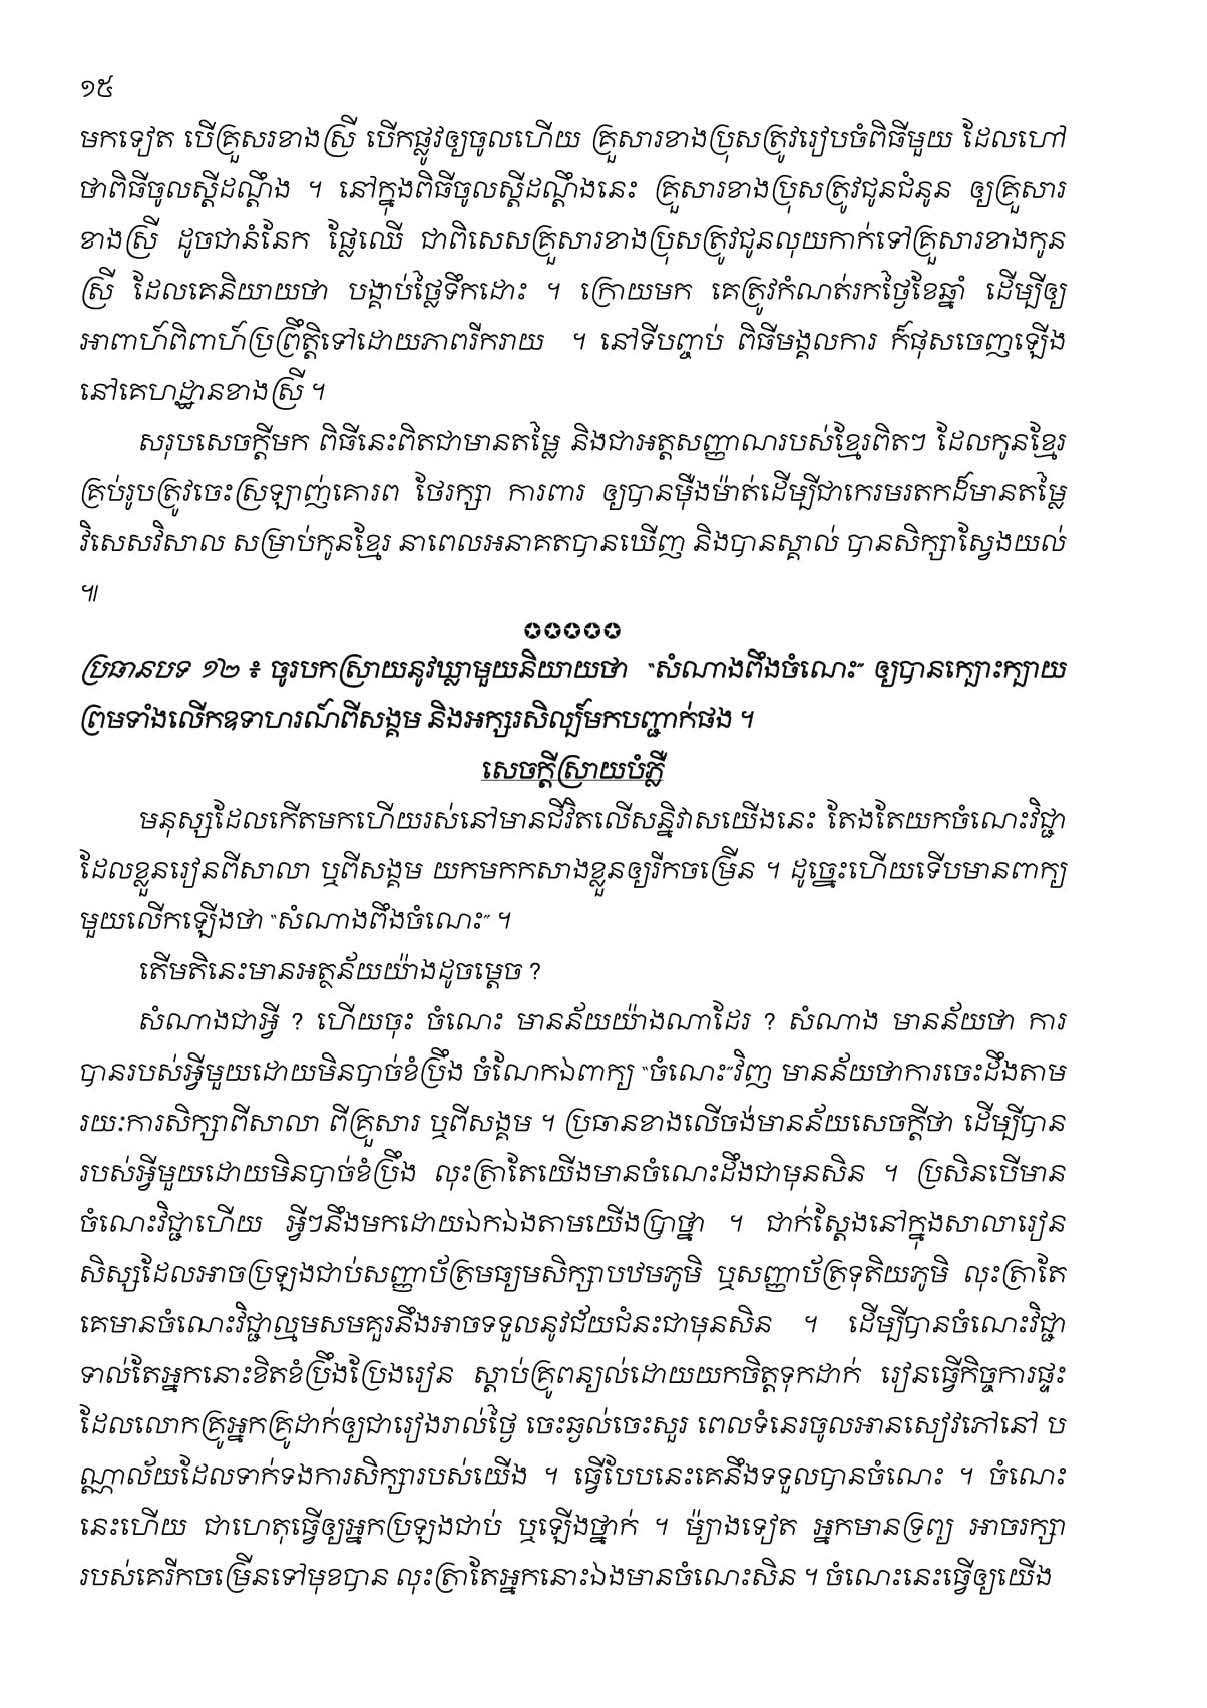 ១៥
មកទៀត បើគ្រួសរខាងស្រី បើកផ្លូវឲ្យចូលហើយ គ្រួសារខាងប្រុសត្រូវរៀបចំពិធីមួយ ដែលហៅ
ថាពិធីចូលស្តីដណ្តឹង ។ នៅក្នុងពិធីចូលស្តីដណ្តឹងនេះ គ្រួសារខាងប្រុសត្រូវជូនជំនូន ឲ្យគ្រួសារ
ខាងស្រី ដូចជានំនែក ផ្លែឈើ ជាពិសេសគ្រួសារខាងប្រុសត្រូវជូនលុយកាក់ទៅគ្រួសារខាងកូន
ស្រី ដែលគេនិយាយថា បង្គាប់ថ្លៃទឹកដោះ ។ ក្រោយមក គេត្រូវកំណត់រកថ្ងៃខែឆ្នាំ ដើម្បីឲ្យ
អាពាហ៍ពិពាហ៍ប្រព្រឹត្តិទៅដោយភាពរីករាយ ។ នៅទីបញ្ចាប់ ពិធីមង្គលការ ក៏ផុសចេញឡើង
នៅគេហដ្ឋានខាងស្រី ។
សរុបសេចក្តីមក ពិធីនេះពិតជាមានតម្លៃ និងជាអត្តសញ្ញាណរបស់ខ្មែរពិតៗ ដែលកូនខ្មែរ
គ្រប់រូបត្រូវចេះស្រឡាញ់គោរព ថែរក្សា ការពារ ឲ្យបានម៉ឺងម៉ាត់ដើម្បីជាកេរមរតកដ៏មានតម្លៃ
វិសេសវិសាល សម្រាប់កូនខ្មែរ នាពេលអនាគតបានឃើញ និងបានស្គាល់ បានសិក្សាស្វែងយល់
៕
✪✪✪✪✪
ប្រធានបទ ១២ ៖ ចូរបកស្រាយនូវឃ្លាមួយនិយាយថា “សំណាងពឹងចំណេះ” ឲ្យបានក្បោះក្បាយ
ព្រមទាំងលើកឧទាហរណ៍ពីសង្គម និងអក្សរសិល្ប៍មកបញ្ជាក់ផង ។
សេចក្តីស្រាយបំភ្លឺ
មនុស្សដែលកើតមកហើយរស់នៅមានជីវិតលើសន្និវាសយើងនេះ តែងតែយកចំណេះវិជ្ជា
ដែលខ្លួនរៀនពីសាលា ឬពីសង្គម យកមកកសាងខ្លួនឲ្យរីកចម្រើន ។ ដូច្នេះហើយទើបមានពាក្យ
មួយលើកឡើងថា “សំណាងពឹងចំណេះ” ។
តើមតិនេះមានអត្ថន័យយ៉ាងដូចម្តេច ?
សំណាងជាអ្វី ? ហើយចុះ ចំណេះ មានន័យយ៉ាងណាដែរ ? សំណាង មានន័យថា ការ
បានរបស់អ្វីមួយដោយមិនបាច់ខំប្រឹង ចំណែកឯពាក្យ “ចំណេះ”វិញ មានន័យថាការចេះដឹងតាម
រយៈការសិក្សាពីសាលា ពីគ្រួសារ ឬពីសង្គម ។ ប្រធានខាងលើចង់មានន័យសេចក្តីថា ដើម្បីបាន
របស់អ្វីមួយដោយមិនបាច់ខំប្រឹង លុះត្រាតែយើងមានចំណេះដឹងជាមុនសិន ។ ប្រសិនបើមាន
ចំណេះវិជ្ជាហើយ អ្វីៗនឹងមកដោយឯកឯងតាមយើងប្រាថ្នា ។ ជាក់ស្តែងនៅក្នុងសាលារៀន
សិស្សដែលអាចប្រឡងជាប់សញ្ញាប័ត្រមធ្យមសិក្សាបឋមភូមិ ឬសញ្ញាប័ត្រទុតិយភូមិ លុះត្រាតែ
គេមានចំណេះវិជ្ជាល្មមសមគួរនឹងអាចទទួលនូវជ័យជំនះជាមុនសិន ។ ដើម្បីបានចំណេះវិជ្ជា
ទាល់តែអ្នកនោះខិតខំប្រឹងប្រែងរៀន ស្តាប់គ្រូពន្យល់ដោយយកចិត្តទុកដាក់ រៀនធ្វើកិច្ចការផ្ទះ
ដែលលោកគ្រូអ្នកគ្រូដាក់ឲ្យជារៀងរាល់ថ្ងៃ ចេះឆ្ងល់ចេះសួរ ពេលទំនេរចូលអានសៀវភៅនៅ ប
ណ្ណាល័យដែលទាក់ទងការសិក្សារបស់យើង ។ ធ្វើបែបនេះគេនឹងទទួលបានចំណេះ ។ ចំណេះ
នេះហើយ ជាហេតុធ្វើឲ្យអ្នកប្រឡងជាប់ ឬឡើងថ្នាក់ ។ ម៉្យាងទៀត អ្នកមានទ្រព្យ អាចរក្សា
របស់គេរីកចម្រើនទៅមុខបាន លុះត្រាតែអ្នកនោះឯងមានចំណេះសិន ។ ចំណេះនេះធ្វើឲ្យយើង